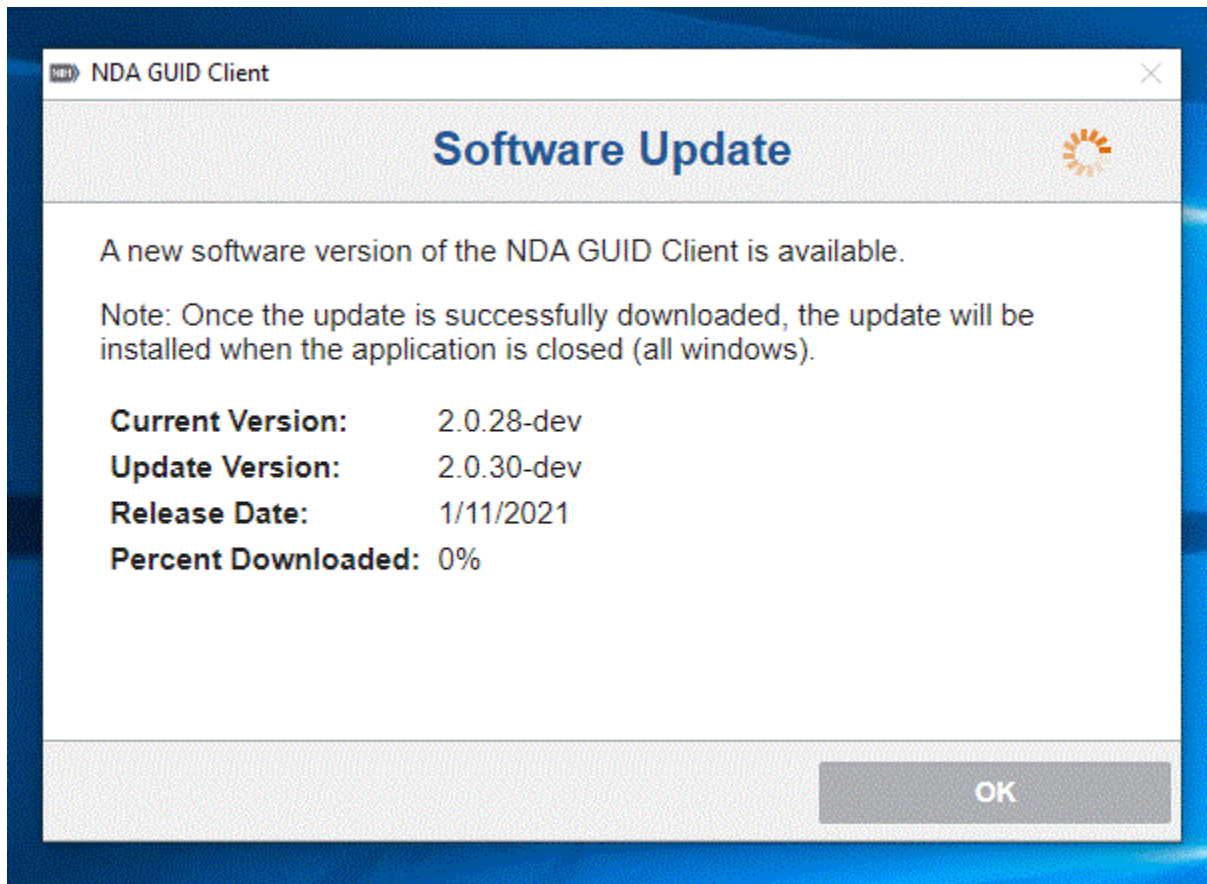 NIH NDA GUID Client
Software Update
A new software version of the NDA GUID Client is available.
Note: Once the update is successfully downloaded, the update will be
installed when the application is closed (all windows).
Current Version: 2.0.28-dev
Update Version: 2.0.30-dev
Release Date: 1/11/2021
Percent Downloaded: 0%
OK